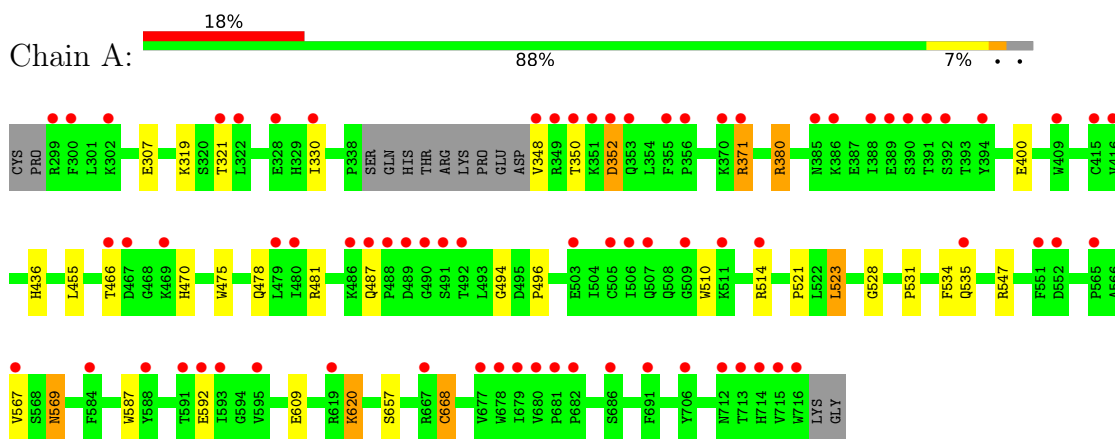 18%
Chain A:
88% 7% • •
CYS PRO R299 F300 L301 K302 E307 K319 S320 T321 L322 E328 H329 I330 P338 SER GLN HIS THR ARG LYS PRO GLU ASP V348 R349 T350 K351 D352 Q353 L354 F355 P356 K370 R371 R380 N385 K386 E387 I388 E389 S390 T391 S392 T393 Y394 E400 W409 C415 V416
H436 L455 T466 D467 G468 K469 H470 W475 Q478 L479 I480 R481 K486 Q487 P488 D489 G490 S491 T492 L493 G494 D495 P496 E503 I504 C505 I506 Q507 Q508 G509 W510 K511 R514 P521 L522 L523 G528 P531 F534 Q535 R547 F551 D552 P565 A566
V567 S568 N569 F584 W587 Y588 T591 E592 I593 G594 V595 E609 R619 K620 S657 R667 C668 V677 W678 I679 V680 P681 P682 S686 F691 Y706 N712 T713 H714 V715 W716 LYS GLY